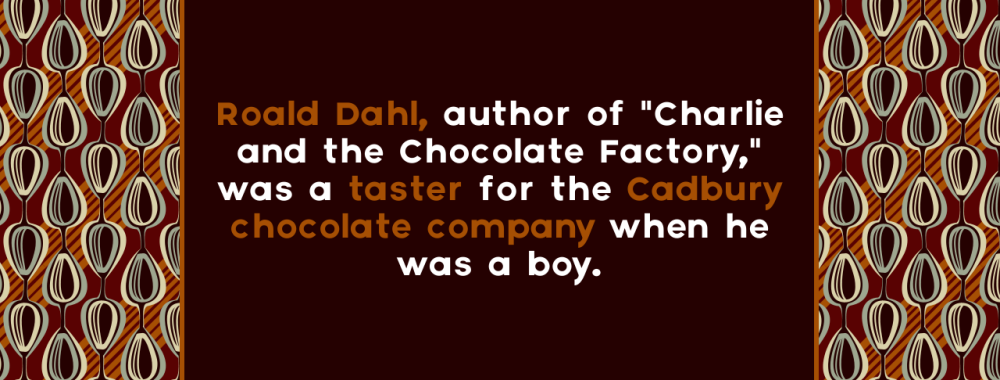 Roald Dahl, author of "Charlie
and the Chocolate Factory,"
was a taster for the Cadbury
chocolate company when he
was a boy.